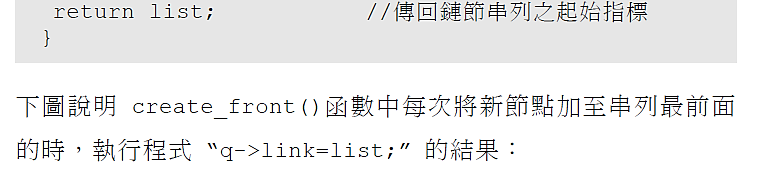 return list;          //傳回鏈節串列之起始指標
}
下圖說明 create_front()函數中每次將新節點加至串列最前面
的時，執行程式 “q->link=list;” 的結果：